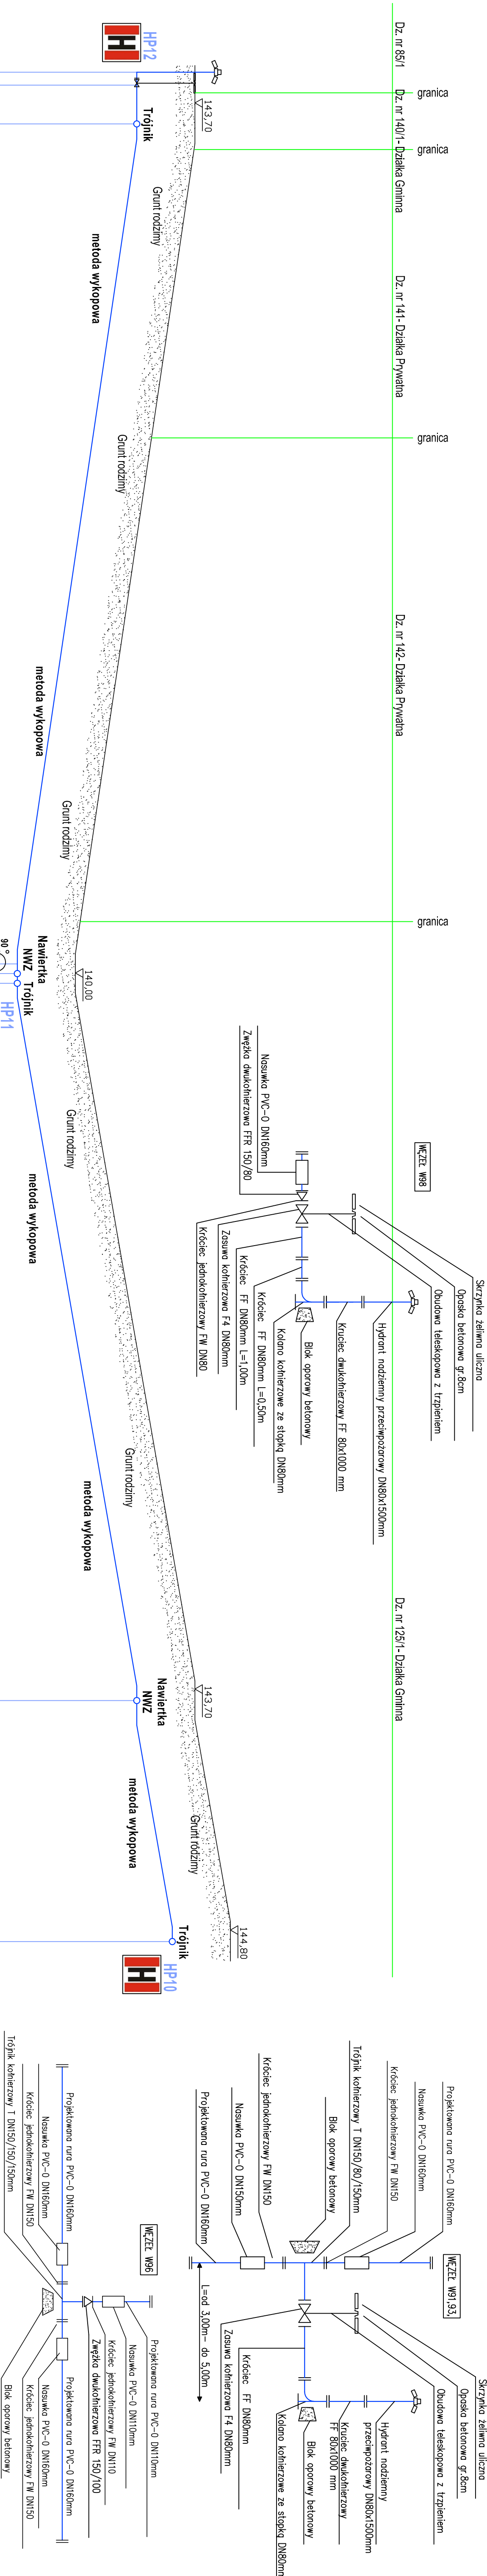 Dz. nr 85/1
granica
Dz. nr 140/1- Działka Gminna
granica
Dz. nr 141- Działka Prywatna
granica
Dz. nr 142- Działka Prywatna
granica
Dz. nr 125/1- Działka Gminna
HP12
H
143,70
Trójnik
Grunt rodzimy
metoda wykopowa
Grunt rodzimy
metoda wykopowa
Grunt rodzimy
140,00
Nawiertka
NWZ
Trójnik
90°
HP11
Grunt rodzimy
metoda wykopowa
Grunt rodzimy
metoda wykopowa
143,70
Nawiertka
NWZ
metoda wykopowa
Grunt rodzimy
144,80
Trójnik
HP10
H
WĘZEŁ W98
Skrzynka żeliwna uliczna
Opaska betonowa gr.8cm
Obudowa teleskopowa z trzpieniem
Hydrant nadziemny przeciwpożarowy DN80x1500mm
Kruciec dwukołnierzowy FF 80x1000 mm
Blok oporowy betonowy
Kolano kołnierzowe ze stopką DN80mm
Króciec FF DN80mm L=0,50m
Króciec FF DN80mm L=1,00m
Zasuwa kołnierzowa F4 DN80mm
Króciec jednokołnierzowy FW DN80
Nasuwka PVC-O DN160mm
Zwężka dwukołnierzowa FFR 150/80
WĘZEŁ W91,93,
Skrzynka żeliwna uliczna
Opaska betonowa gr.8cm
Obudowa teleskopowa z trzpieniem
Hydrant nadziemny
przeciwpożarowy DN80x1500mm
Kruciec dwukołnierzowy
FF 80x1000 mm
Blok oporowy betonowy
Kolano kołnierzowe ze stopką DN80mm
Króciec FF DN80mm
Zasuwa kołnierzowa F4 DN80mm
L=od 3,00m- do 5,00m
Projektowana rura PVC-O DN160mm
Nasuwka PVC-O DN160mm
Króciec jednokołnierzowy FW DN150
Trójnik kołnierzowy T DN150/80/150mm
Blok oporowy betonowy
Króciec jednokołnierzowy FW DN150
Nasuwka PVC-O DN150mm
Projektowana rura PVC-O DN160mm
WĘZEŁ W96
Projektowana rura PVC-O DN110mm
Nasuwka PVC-O DN110mm
Króciec jednokołnierzowy FW DN110
Zwężka dwukołnierzowa FFR 150/100
Projektowana rura PVC-O DN160mm
Nasuwka PVC-O DN160mm
Króciec jednokołnierzowy FW DN150
Trójnik kołnierzowy T DN150/150/150mm
Projektowana rura PVC-O DN160mm
Nasuwka PVC-O DN160mm
Króciec jednokołnierzowy FW DN150
Blok oporowy betonowy